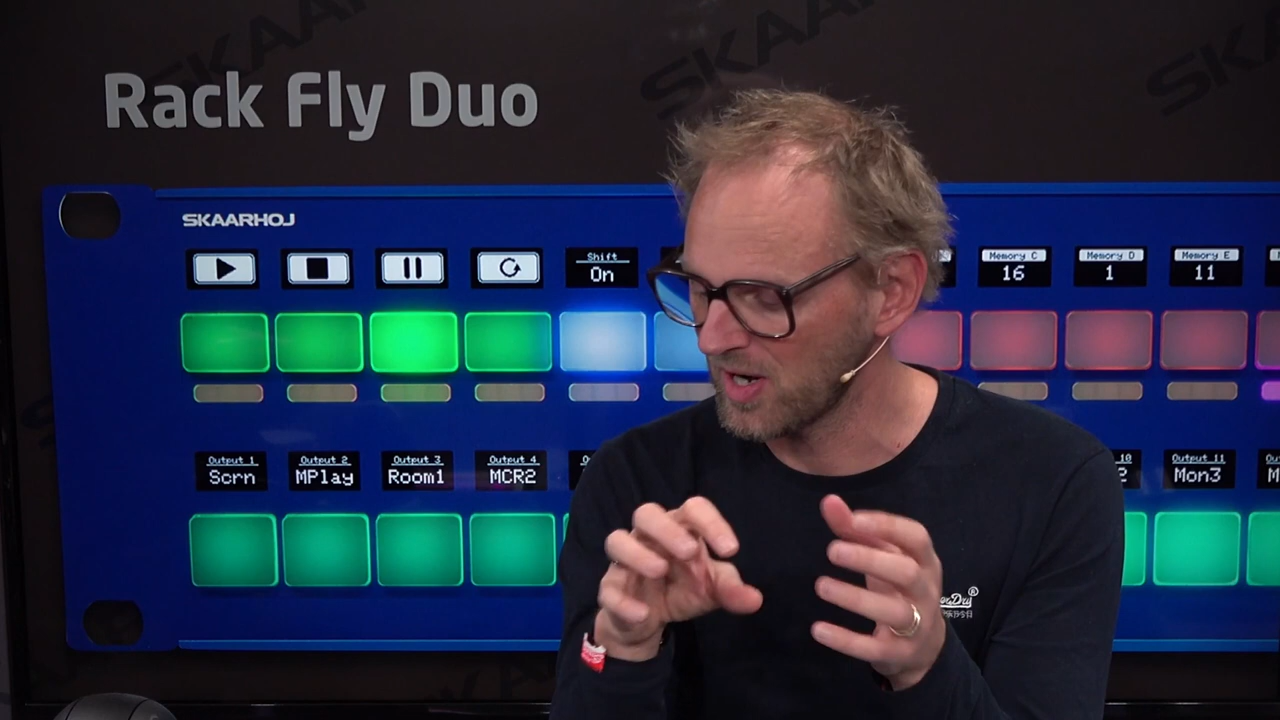 SKAARHOJ
Rack Fly Duo
SKAARHOJ
Shift
On
Memory C
16
Memory D
1
Memory E
11
Output 1
Scrn
Output 2
MPlay
Output 3
Room1
Output 4
MCR2
Output 11
Mon3